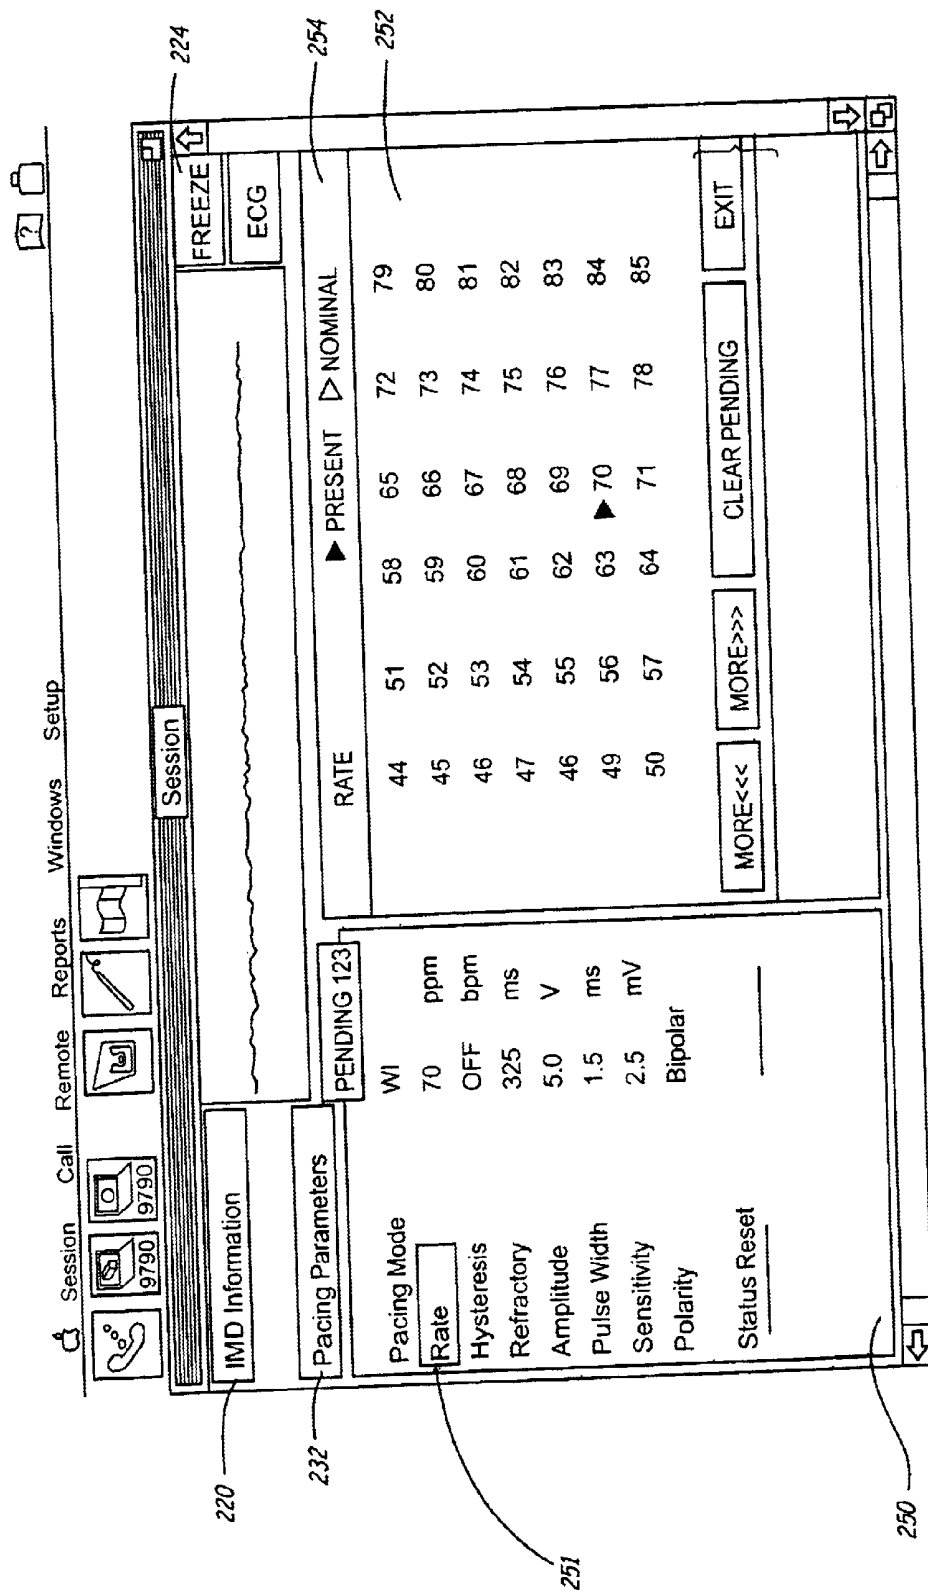 Session Call Remote Reports Windows Setup
?
9790 9790
Session
220
IMD Information
FREEZE
224
ECG
232
Pacing Parameters
PENDING 123
RATE ▶ PRESENT ▷ NOMINAL
254
252
Pacing Mode WI
Rate 70 ppm
Hysteresis OFF bpm
Refractory 325 ms
Amplitude 5.0 V
Pulse Width 1.5 ms
Sensitivity 2.5 mV
Polarity Bipolar
Status Reset
251
250
44 51 58 65 72 79
45 52 59 66 73 80
46 53 60 67 74 81
47 54 61 68 75 82
46 55 62 69 76 83
49 56 63 ▶ 70 77 84
50 57 64 71 78 85
MORE<<< MORE>>> CLEAR PENDING EXIT